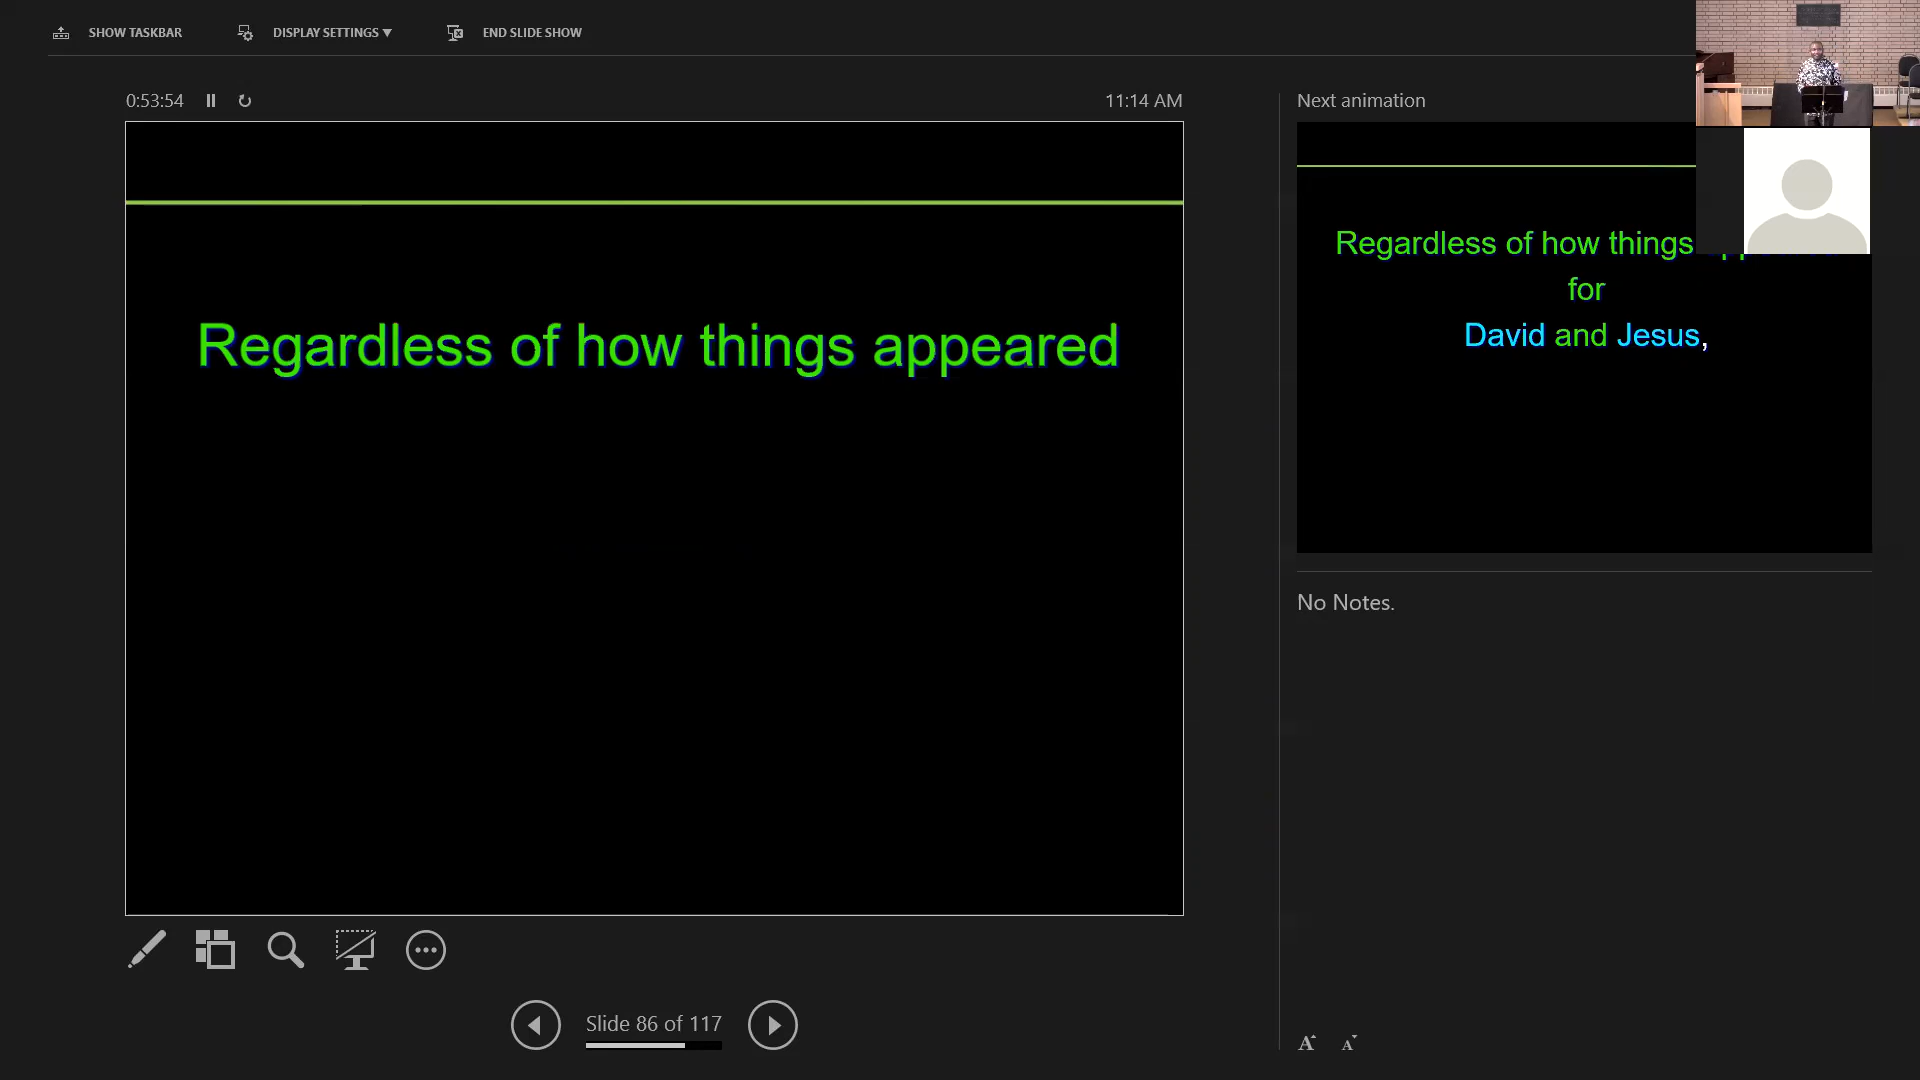 SHOW TASKBAR
DISPLAY SETTINGS ▼
END SLIDE SHOW
0:53:54
11:14 AM
Regardless of how things appeared
Slide 86 of 117
Next animation
Regardless of how things
for
David and Jesus,
No Notes.
A A